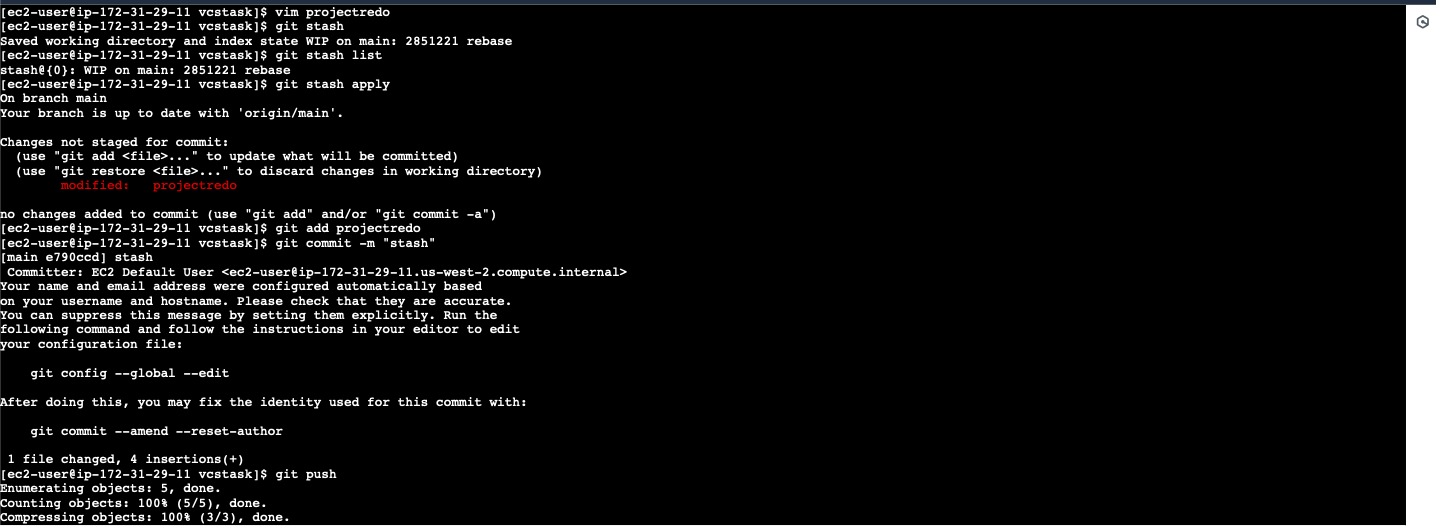 [ec2-user@ip-172-31-29-11 vcstask]$ vim projectredo
[ec2-user@ip-172-31-29-11 vcstask]$ git stash
Saved working directory and index state WIP on main: 2851221 rebase
[ec2-user@ip-172-31-29-11 vcstask]$ git stash list
stash@{0}: WIP on main: 2851221 rebase
[ec2-user@ip-172-31-29-11 vcstask]$ git stash apply
On branch main
Your branch is up to date with 'origin/main'.

Changes not staged for commit:
  (use "git add <file>..." to update what will be committed)
  (use "git restore <file>..." to discard changes in working directory)
        modified:   projectredo

no changes added to commit (use "git add" and/or "git commit -a")
[ec2-user@ip-172-31-29-11 vcstask]$ git add projectredo
[ec2-user@ip-172-31-29-11 vcstask]$ git commit -m "stash"
[main e790ccd] stash
 Committer: EC2 Default User <ec2-user@ip-172-31-29-11.us-west-2.compute.internal>
Your name and email address were configured automatically based
on your username and hostname. Please check that they are accurate.
You can suppress this message by setting them explicitly. Run the
following command and follow the instructions in your editor to edit
your configuration file:

    git config --global --edit

After doing this, you may fix the identity used for this commit with:

    git commit --amend --reset-author

 1 file changed, 4 insertions(+)
[ec2-user@ip-172-31-29-11 vcstask]$ git push
Enumerating objects: 5, done.
Counting objects: 100% (5/5), done.
Compressing objects: 100% (3/3), done.